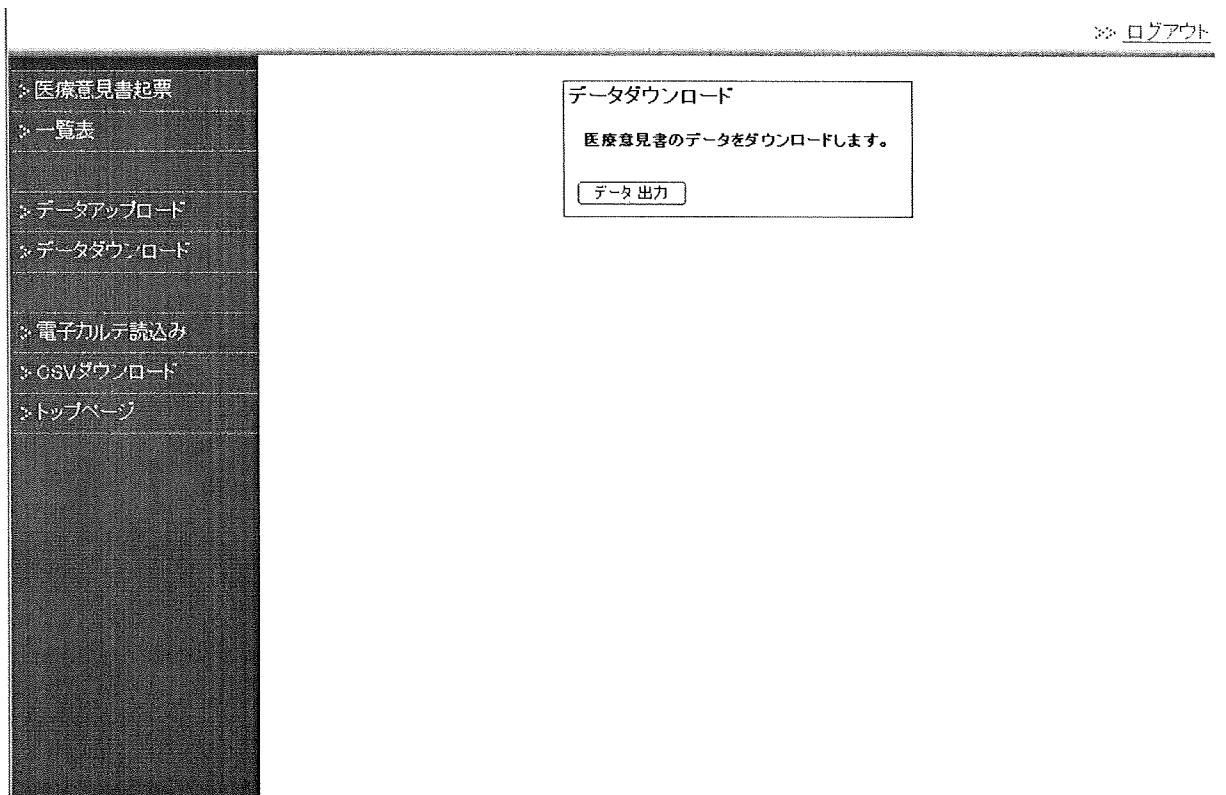 >> ログアウト
> 医療意見書起票
> 一覧表
> データアップロード
> データダウンロード
> 電子カルテ読込み
> CSVダウンロード
> トップページ
データダウンロード
医療意見書のデータをダウンロードします。
データ出力